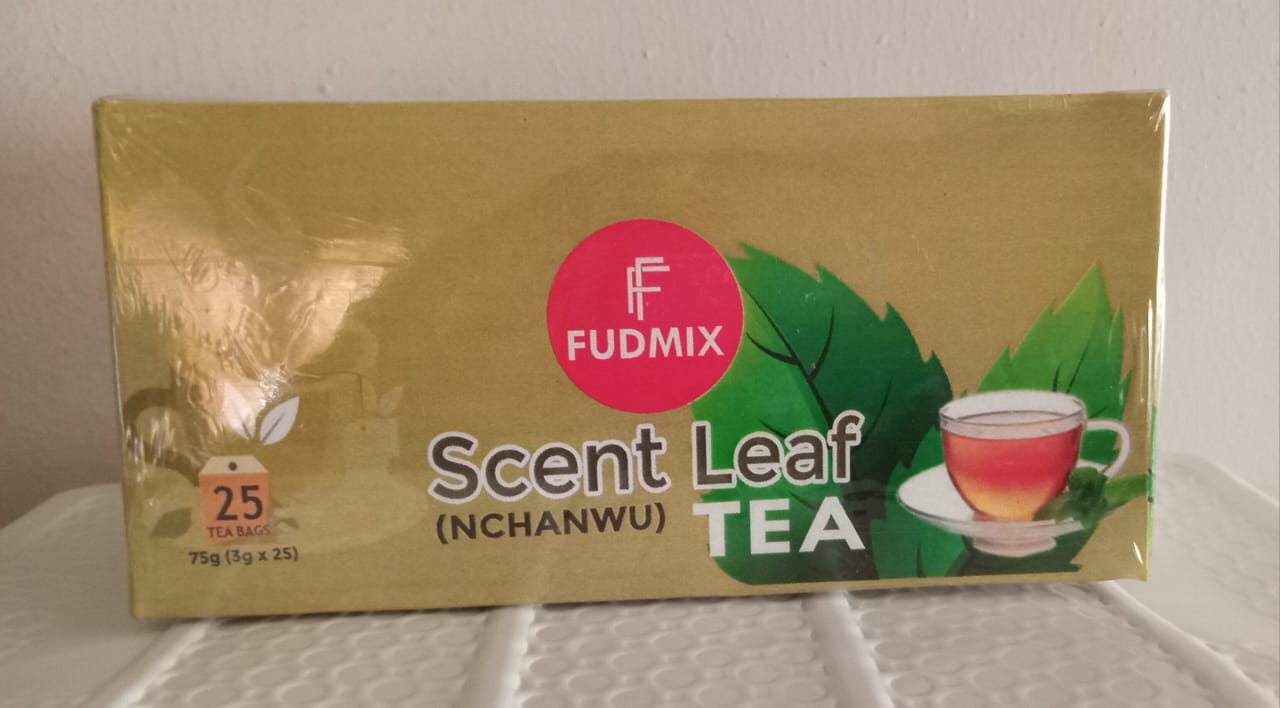 FUDMIX
Scent Leaf
(NCHANWU) TEA
25
TEA BAGS
75g (3g x 25)